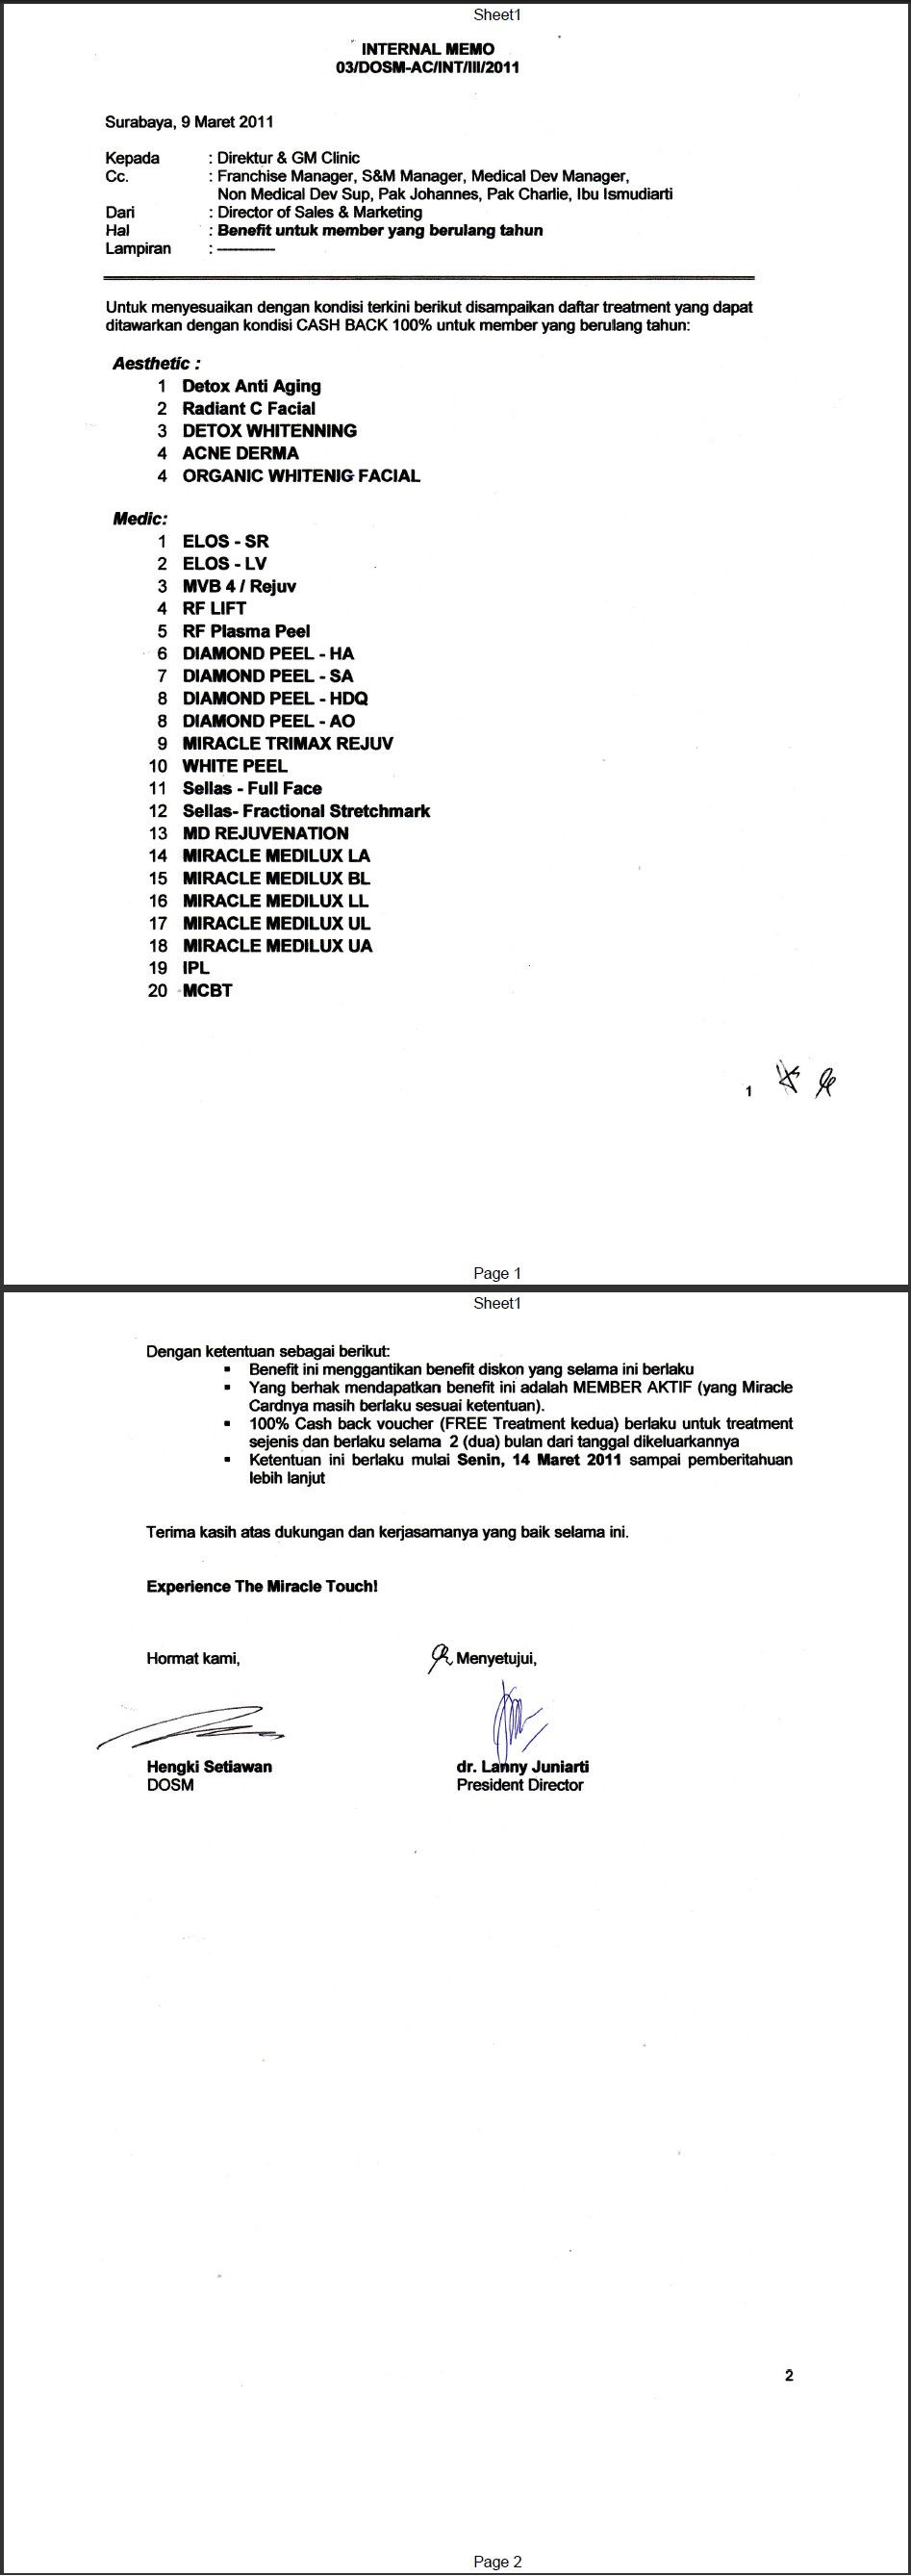 Sheet1
INTERNAL MEMO
03/DOSM-AC/INT/III/2011
Surabaya, 9 Maret 2011
Kepada : Direktur & GM Clinic
Cc. : Franchise Manager, S&M Manager, Medical Dev Manager,
Non Medical Dev Sup, Pak Johannes, Pak Charlie, Ibu Ismudiarti
Dari : Director of Sales & Marketing
Hal : Benefit untuk member yang berulang tahun
Lampiran : ----------
Untuk menyesuaikan dengan kondisi terkini berikut disampaikan daftar treatment yang dapat
ditawarkan dengan kondisi CASH BACK 100% untuk member yang berulang tahun:
Aesthetic :
1 Detox Anti Aging
2 Radiant C Facial
3 DETOX WHITENNING
4 ACNE DERMA
4 ORGANIC WHITENIG FACIAL
Medic:
1 ELOS - SR
2 ELOS - LV
3 MVB 4 / Rejuv
4 RF LIFT
5 RF Plasma Peel
6 DIAMOND PEEL - HA
7 DIAMOND PEEL - SA
8 DIAMOND PEEL - HDQ
8 DIAMOND PEEL - AO
9 MIRACLE TRIMAX REJUV
10 WHITE PEEL
11 Sellas - Full Face
12 Sellas- Fractional Stretchmark
13 MD REJUVENATION
14 MIRACLE MEDILUX LA
15 MIRACLE MEDILUX BL
16 MIRACLE MEDILUX LL
17 MIRACLE MEDILUX UL
18 MIRACLE MEDILUX UA
19 IPL
20 MCBT
1
Page 1
Sheet1
Dengan ketentuan sebagai berikut:
▪ Benefit ini menggantikan benefit diskon yang selama ini berlaku
▪ Yang berhak mendapatkan benefit ini adalah MEMBER AKTIF (yang Miracle
Cardnya masih berlaku sesuai ketentuan).
▪ 100% Cash back voucher (FREE Treatment kedua) berlaku untuk treatment
sejenis dan berlaku selama 2 (dua) bulan dari tanggal dikeluarkannya
▪ Ketentuan ini berlaku mulai Senin, 14 Maret 2011 sampai pemberitahuan
lebih lanjut
Terima kasih atas dukungan dan kerjasamanya yang baik selama ini.
Experience The Miracle Touch!
Hormat kami, Menyetujui,
Hengki Setiawan dr. Lanny Juniarti
DOSM President Director
2
Page 2